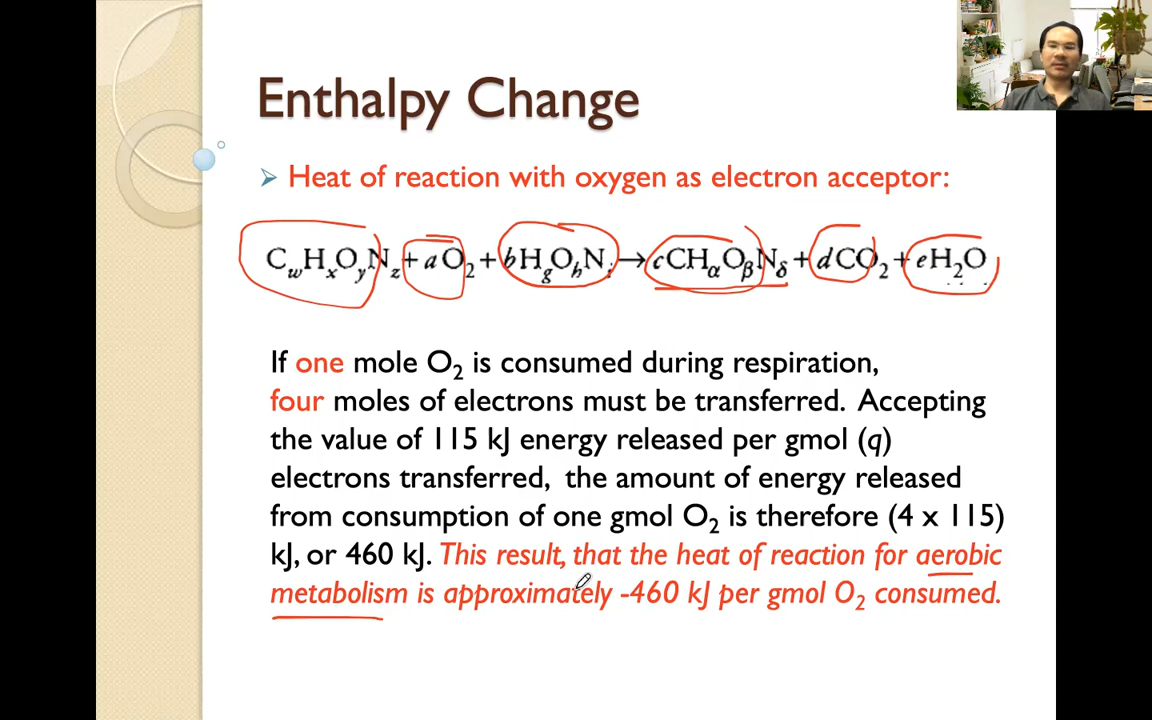 Enthalpy Change
➢ Heat of reaction with oxygen as electron acceptor:
CwHxOyNz + aO2 + bHgOhNi → cCHαOβNδ + dCO2 + eH2O
If one mole O2 is consumed during respiration,
four moles of electrons must be transferred. Accepting
the value of 115 kJ energy released per gmol (q)
electrons transferred, the amount of energy released
from consumption of one gmol O2 is therefore (4 x 115)
kJ, or 460 kJ. This result, that the heat of reaction for aerobic
metabolism is approximately -460 kJ per gmol O2 consumed.